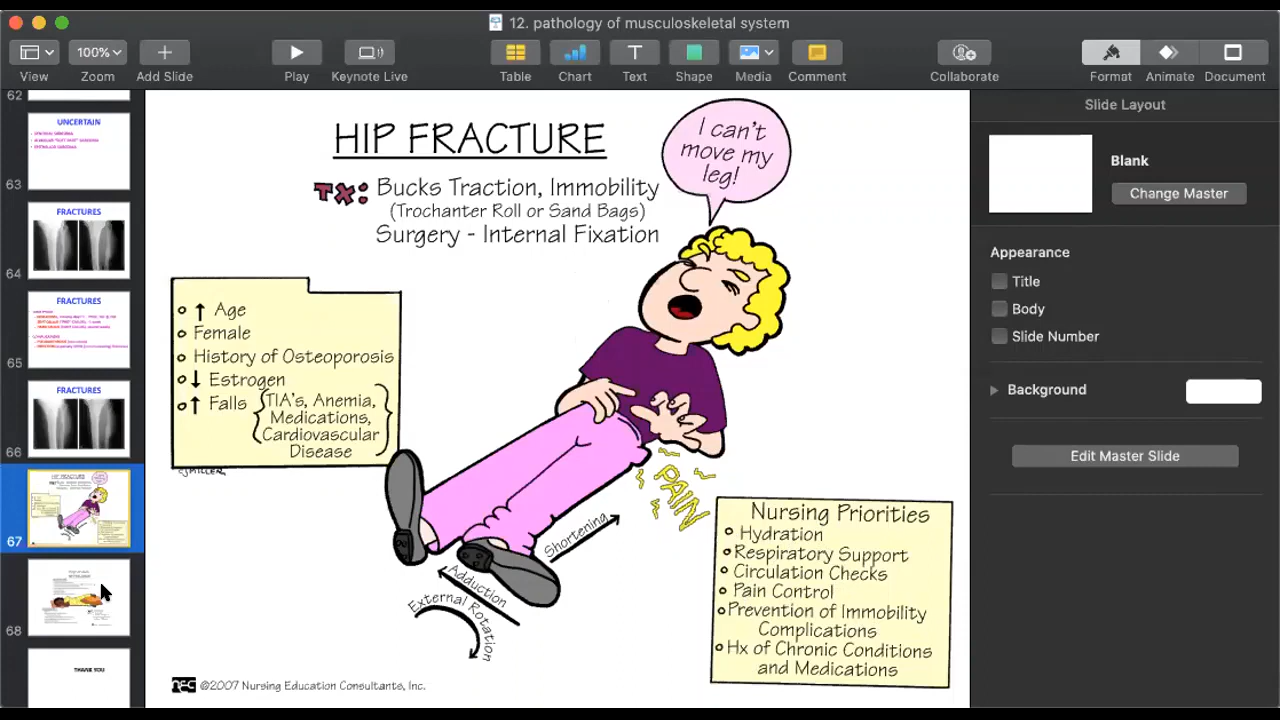 12. pathology of musculoskeletal system
100%
View
Zoom
Add Slide
Play
Keynote Live
Table
Chart
Text
Shape
Media
Comment
Collaborate
Format
Animate
Document
62
UNCERTAIN
63
FRACTURES
64
FRACTURES
65
FRACTURES
66
HIP FRACTURE
67
68
THANK YOU
HIP FRACTURE
I can't
move my
leg!
TX: Bucks Traction, Immobility
(Trochanter Roll or Sand Bags)
Surgery - Internal Fixation
↑ Age
Female
History of Osteoporosis
↓ Estrogen
↑ Falls {TIA's, Anemia,
Medications,
Cardiovascular
Disease}
CJMILLER
PAIN
Shortening
Adduction
External Rotation
Nursing Priorities
Hydration
Respiratory Support
Circulation Checks
Pain Control
Prevention of Immobility
Complications
Hx of Chronic Conditions
and Medications
nec ©2007 Nursing Education Consultants, Inc.
Slide Layout
Blank
Change Master
Appearance
Title
Body
Slide Number
Background
Edit Master Slide